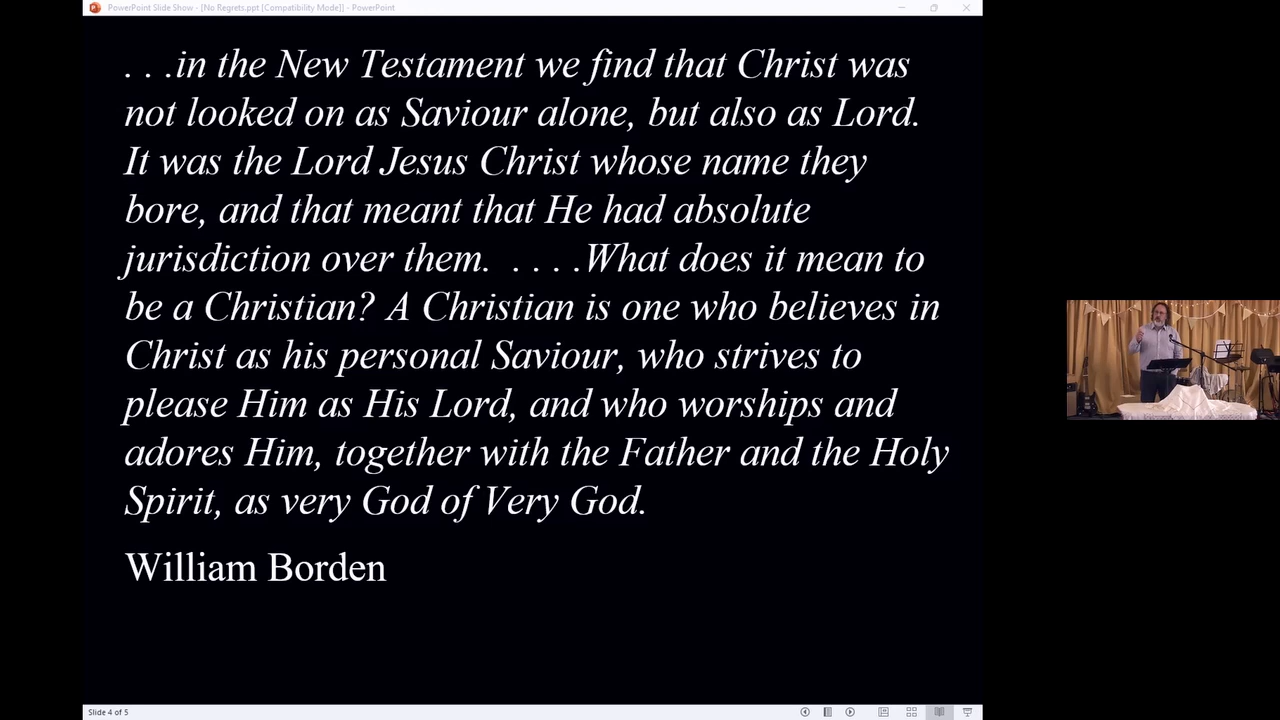 PowerPoint Slide Show - [No Regrets.ppt [Compatibility Mode]] - PowerPoint
. . .in the New Testament we find that Christ was
not looked on as Saviour alone, but also as Lord.
It was the Lord Jesus Christ whose name they
bore, and that meant that He had absolute
jurisdiction over them. . . . .What does it mean to
be a Christian? A Christian is one who believes in
Christ as his personal Saviour, who strives to
please Him as His Lord, and who worships and
adores Him, together with the Father and the Holy
Spirit, as very God of Very God.
William Borden
Slide 4 of 5